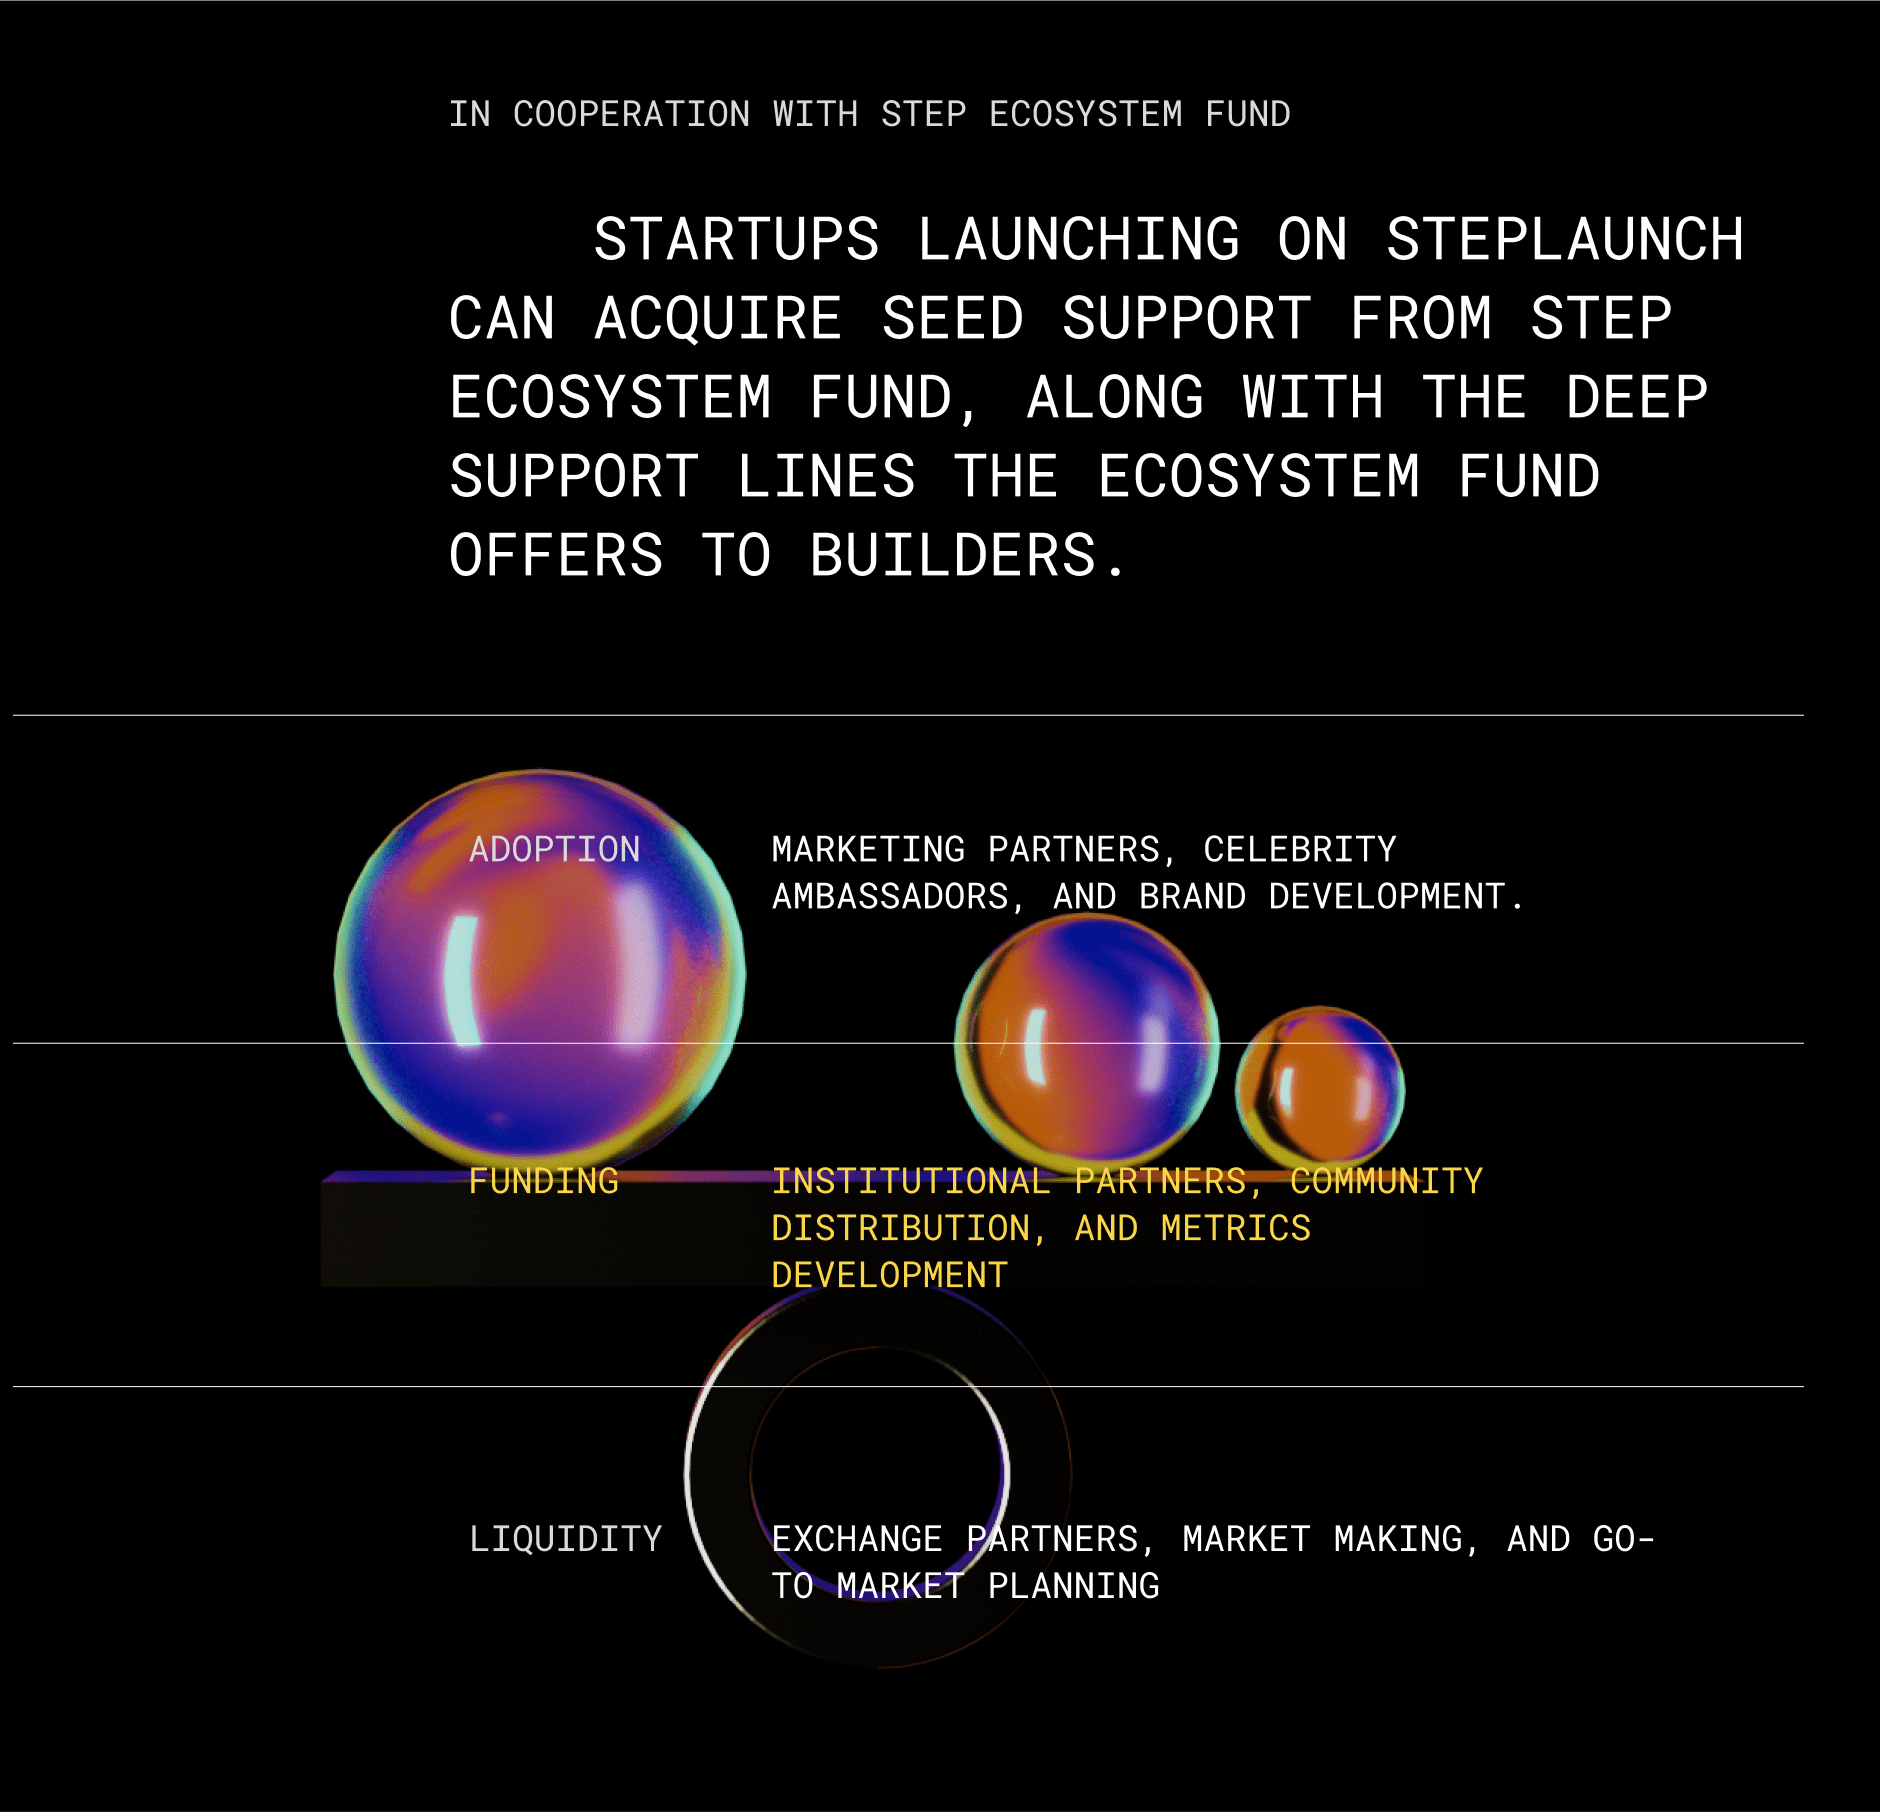 IN COOPERATION WITH STEP ECOSYSTEM FUND
STARTUPS LAUNCHING ON STEPLAUNCH
CAN ACQUIRE SEED SUPPORT FROM STEP
ECOSYSTEM FUND, ALONG WITH THE DEEP
SUPPORT LINES THE ECOSYSTEM FUND
OFFERS TO BUILDERS.
ADOPTION
MARKETING PARTNERS, CELEBRITY
AMBASSADORS, AND BRAND DEVELOPMENT.
FUNDING
INSTITUTIONAL PARTNERS, COMMUNITY
DISTRIBUTION, AND METRICS
DEVELOPMENT
LIQUIDITY
EXCHANGE PARTNERS, MARKET MAKING, AND GO-
TO MARKET PLANNING